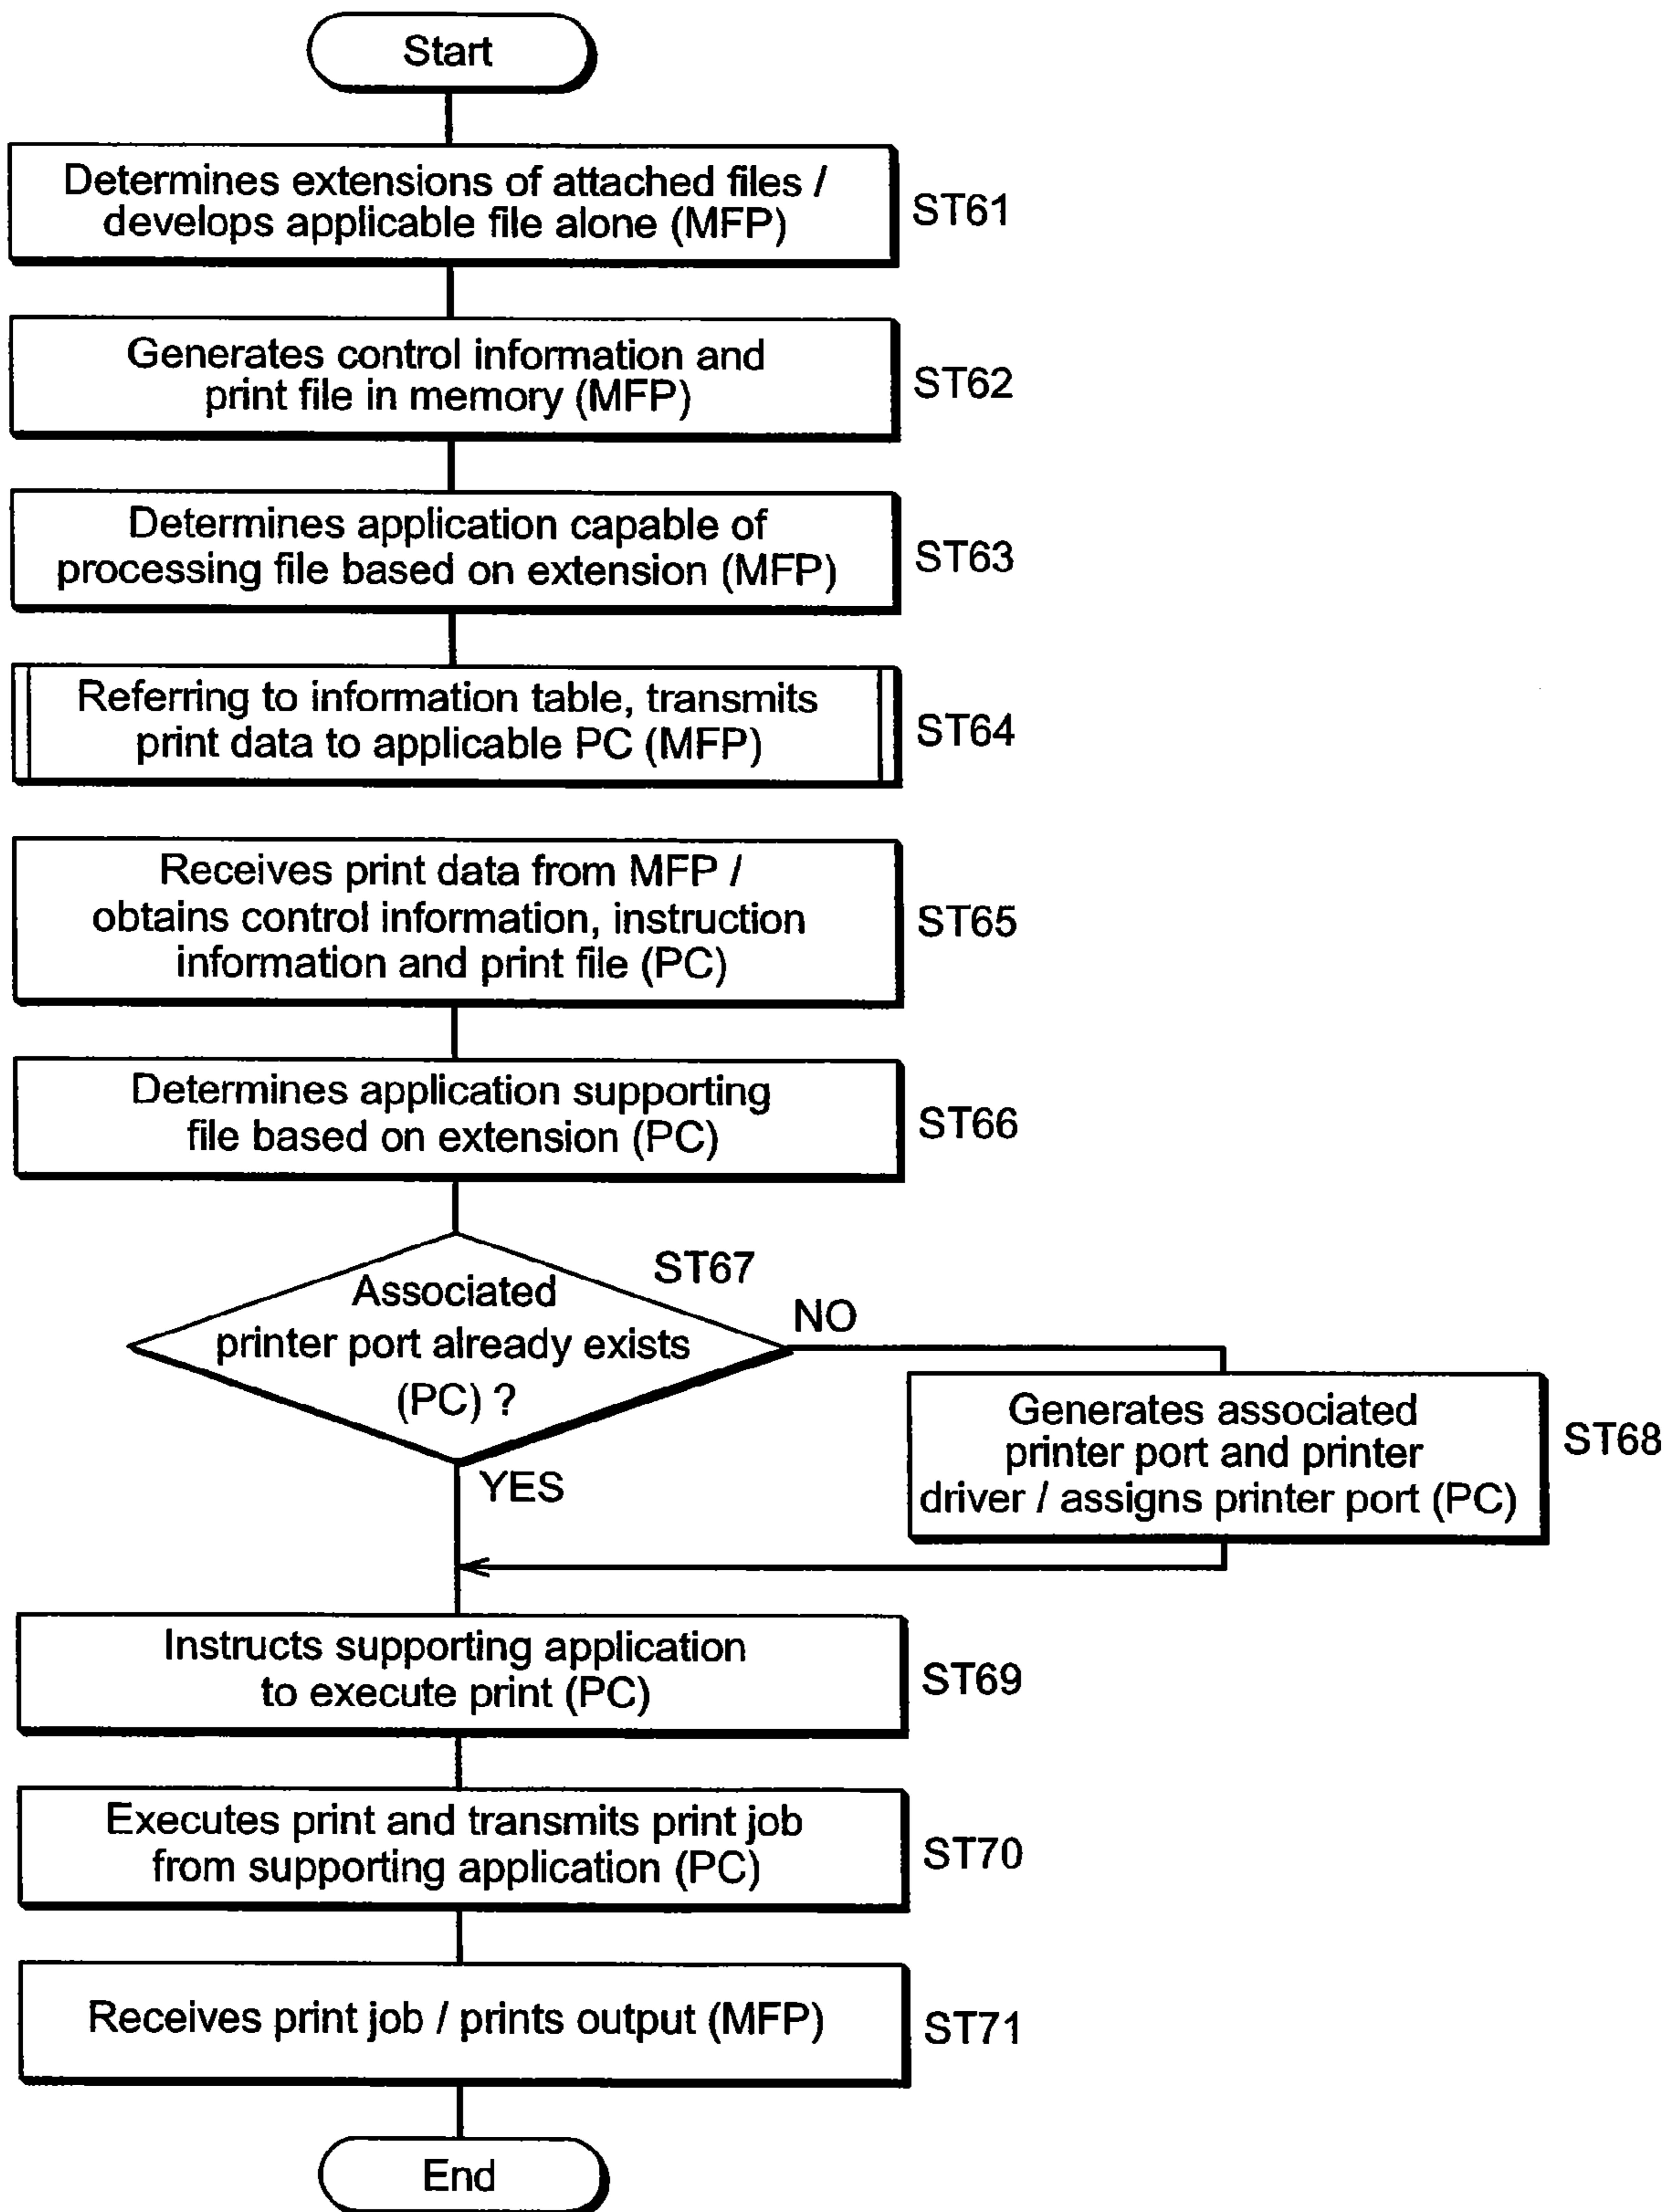 Start
Determines extensions of attached files /
develops applicable file alone (MFP)
ST61
Generates control information and
print file in memory (MFP)
ST62
Determines application capable of
processing file based on extension (MFP)
ST63
Referring to information table, transmits
print data to applicable PC (MFP)
ST64
Receives print data from MFP /
obtains control information, instruction
information and print file (PC)
ST65
Determines application supporting
file based on extension (PC)
ST66
ST67
Associated
printer port already exists
(PC) ?
NO
YES
Generates associated
printer port and printer
driver / assigns printer port (PC)
ST68
Instructs supporting application
to execute print (PC)
ST69
Executes print and transmits print job
from supporting application (PC)
ST70
Receives print job / prints output (MFP)
ST71
End